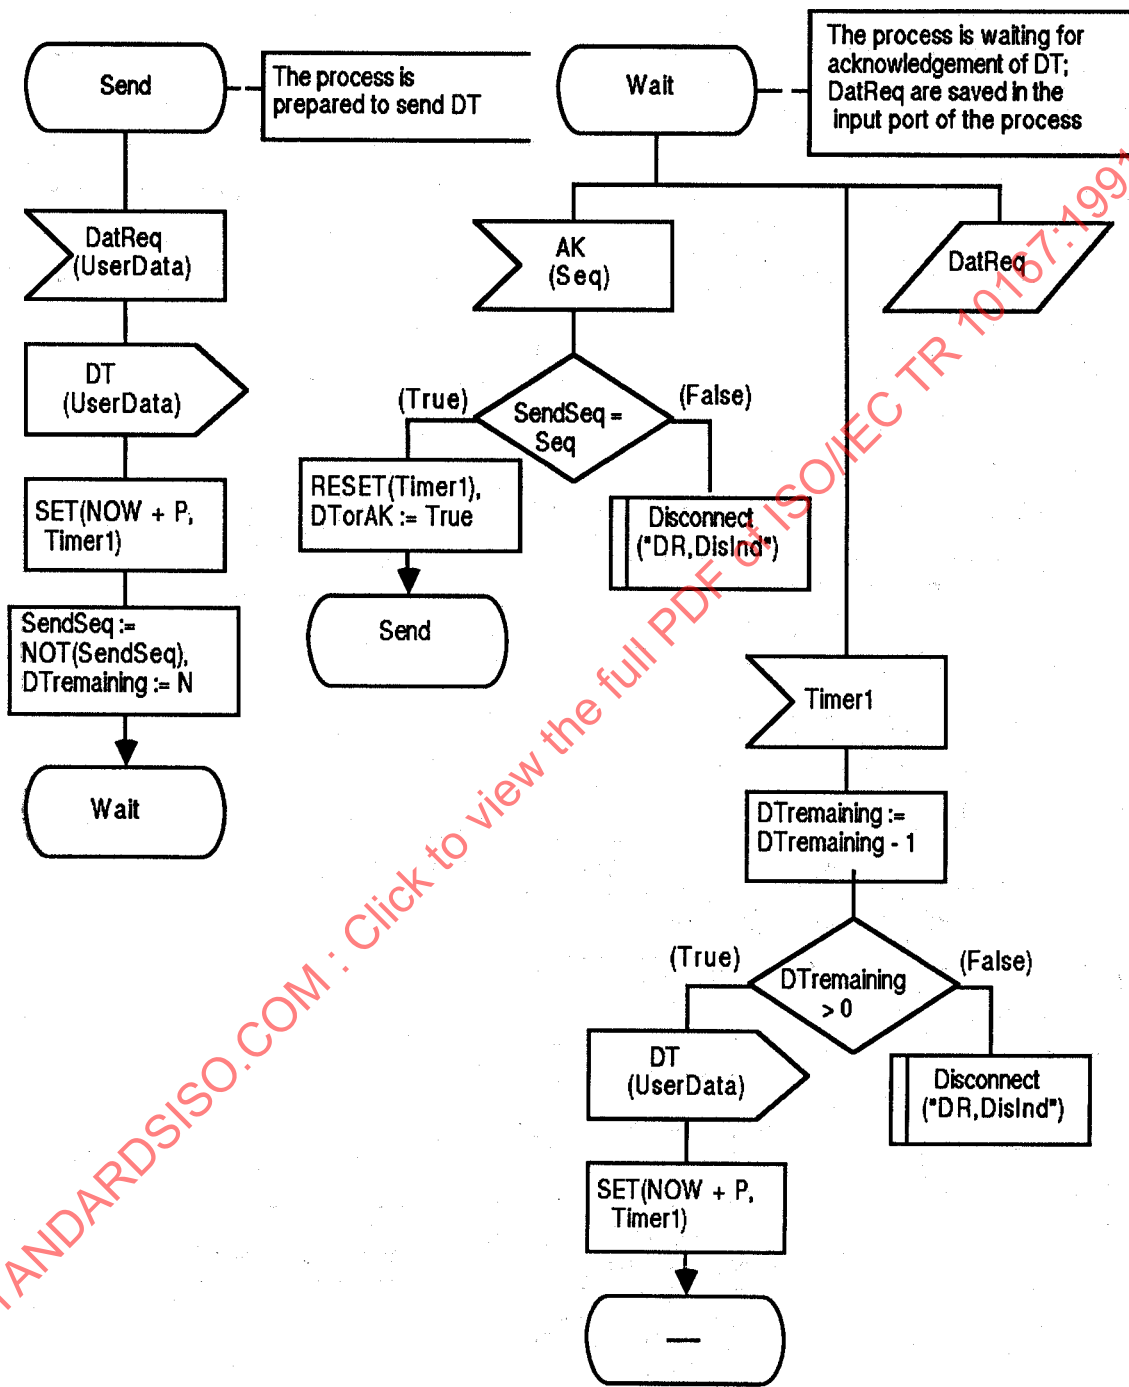 Send
The process is
prepared to send DT
DatReq
(UserData)
DT
(UserData)
SET(NOW + P,
Timer1)
SendSeq :=
NOT(SendSeq),
DTremaining := N
Wait
Wait
The process is waiting for
acknowledgement of DT;
DatReq are saved in the
input port of the process
AK
(Seq)
DatReq
(True)
SendSeq =
Seq
(False)
RESET(Timer1),
DTorAK := True
Disconnect
("DR,DisInd")
Send
Timer1
DTremaining :=
DTremaining - 1
(True)
DTremaining
> 0
(False)
DT
(UserData)
Disconnect
("DR,DisInd")
SET(NOW + P,
Timer1)
—
TANDARDSISO.COM : Click to view the full PDF of ISO/IEC TR 10167:1991